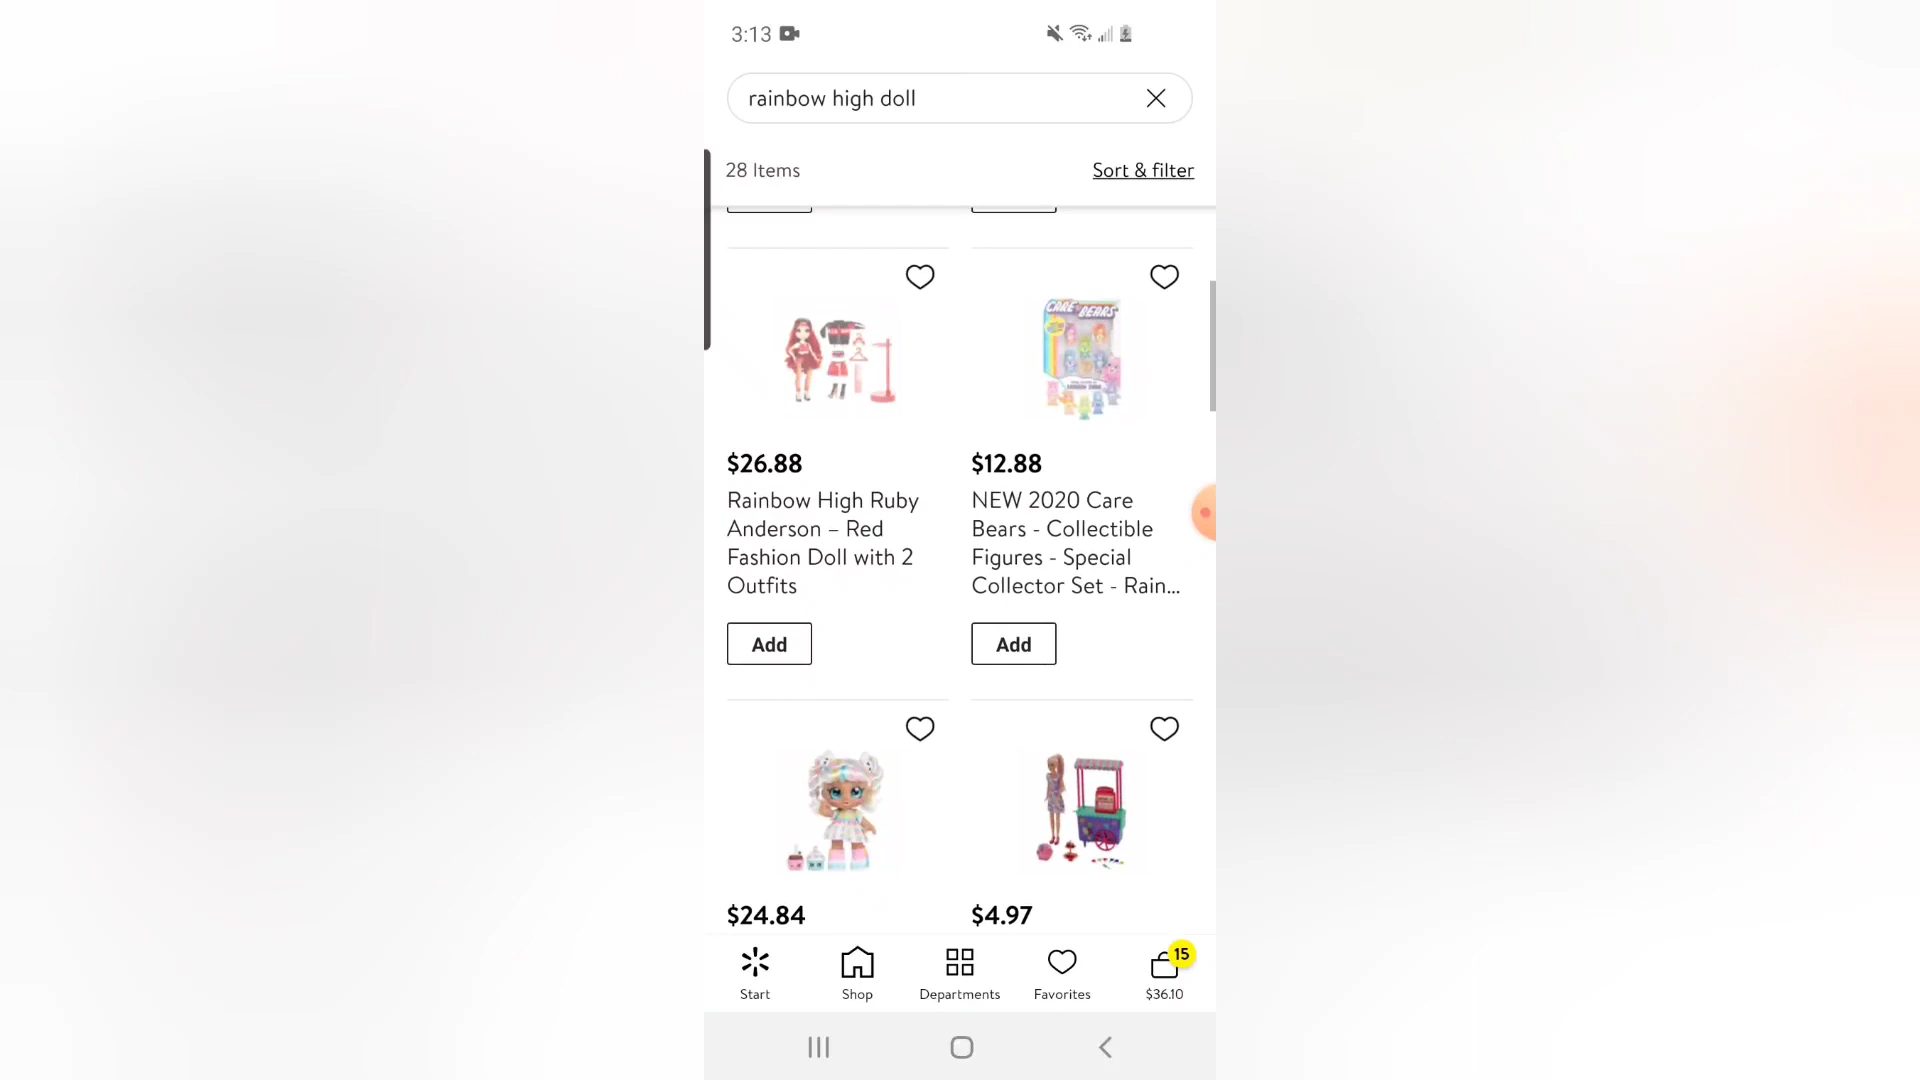 3:13
rainbow high doll
28 Items
Sort & filter
CARE BEARS
$26.88
$12.88
Rainbow High Ruby
Anderson – Red
Fashion Doll with 2
Outfits
NEW 2020 Care
Bears - Collectible
Figures - Special
Collector Set - Rain...
Add
Add
$24.84
$4.97
15
Start
Shop
Departments
Favorites
$36.10